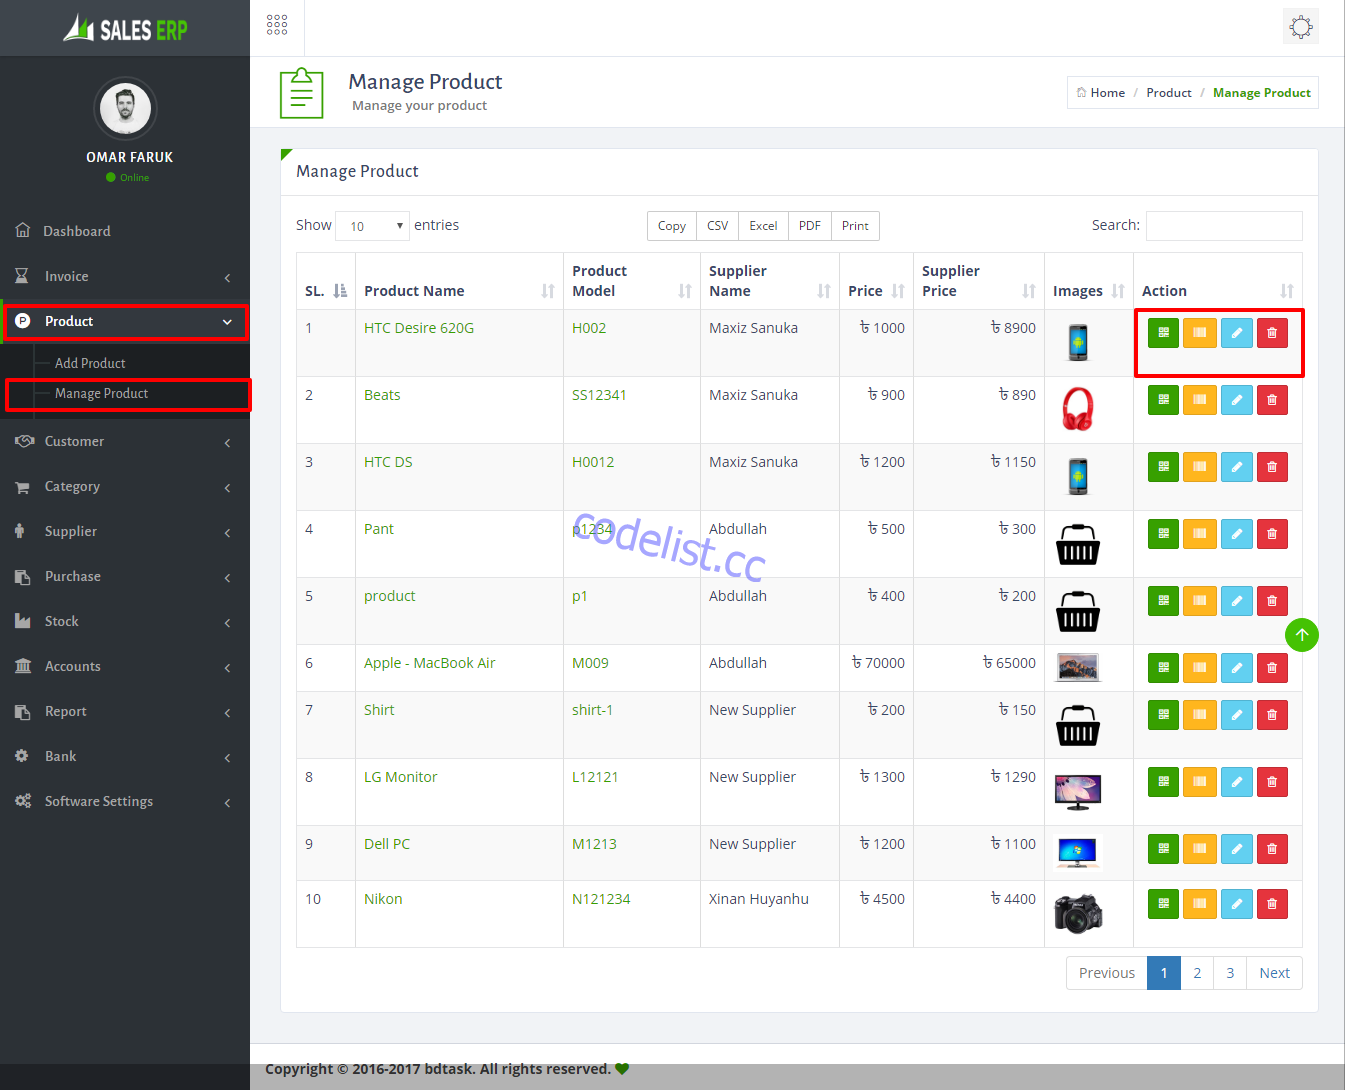 SALES ERP
OMAR FARUK
Online
Dashboard
Invoice
P Product
Add Product
Manage Product
Customer
Category
Supplier
Purchase
Stock
Accounts
Report
Bank
Software Settings
Manage Product
Manage your product
Home / Product / Manage Product
Manage Product
Show 10 entries
Copy CSV Excel PDF Print
Search:
SL. Product Name Product Model Supplier Name Price Supplier Price Images Action
1 HTC Desire 620G H002 Maxiz Sanuka ৳ 1000 ৳ 8900
2 Beats SS12341 Maxiz Sanuka ৳ 900 ৳ 890
3 HTC DS H0012 Maxiz Sanuka ৳ 1200 ৳ 1150
4 Pant p1234 Abdullah ৳ 500 ৳ 300
codelist.cc
5 product p1 Abdullah ৳ 400 ৳ 200
6 Apple - MacBook Air M009 Abdullah ৳ 70000 ৳ 65000
7 Shirt shirt-1 New Supplier ৳ 200 ৳ 150
8 LG Monitor L12121 New Supplier ৳ 1300 ৳ 1290
9 Dell PC M1213 New Supplier ৳ 1200 ৳ 1100
10 Nikon N121234 Xinan Huyanhu ৳ 4500 ৳ 4400
Previous 1 2 3 Next
Copyright © 2016-2017 bdtask. All rights reserved.